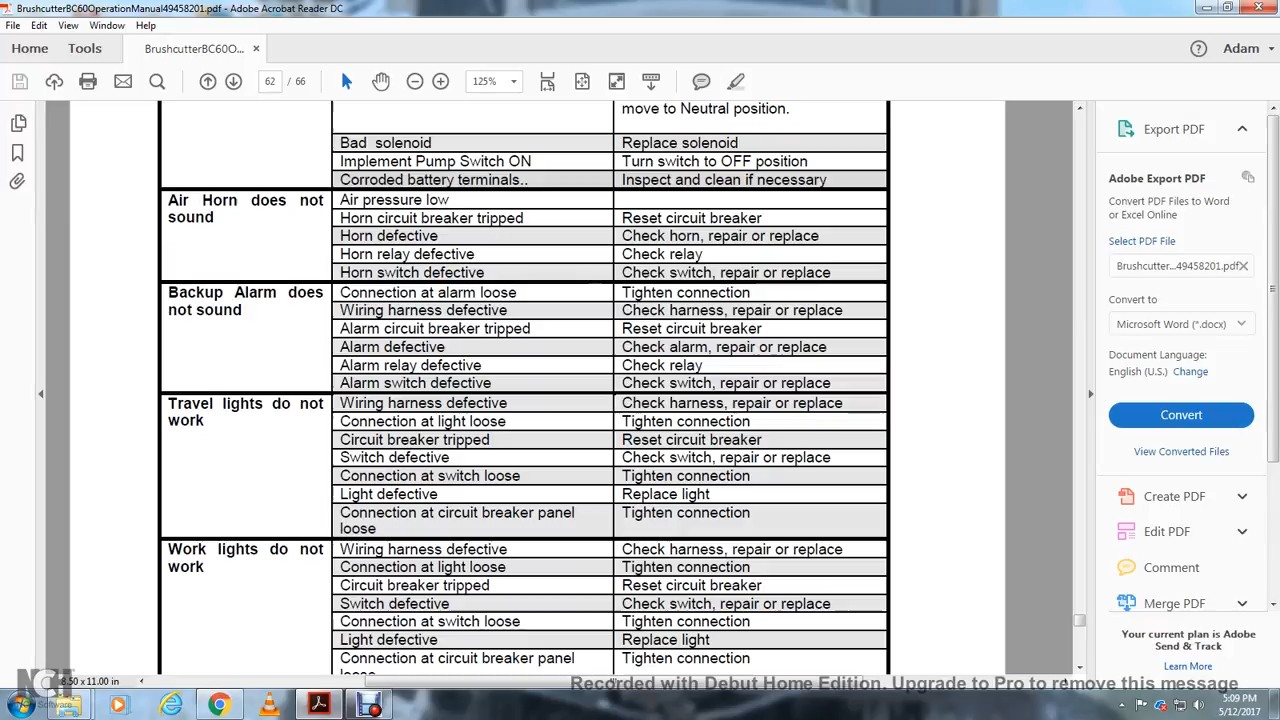 BrushcutterBC60OperationManual49458201.pdf - Adobe Acrobat Reader DC
File Edit View Window Help
Home Tools BrushcutterBC60O... × Adam
62 / 66 125%
move to Neutral position.
Bad solenoid Replace solenoid
Implement Pump Switch ON Turn switch to OFF position
Corroded battery terminals.. Inspect and clean if necessary
Air Horn does not sound
Air pressure low
Horn circuit breaker tripped Reset circuit breaker
Horn defective Check horn, repair or replace
Horn relay defective Check relay
Horn switch defective Check switch, repair or replace
Backup Alarm does not sound
Connection at alarm loose Tighten connection
Wiring harness defective Check harness, repair or replace
Alarm circuit breaker tripped Reset circuit breaker
Alarm defective Check alarm, repair or replace
Alarm relay defective Check relay
Alarm switch defective Check switch, repair or replace
Travel lights do not work
Wiring harness defective Check harness, repair or replace
Connection at light loose Tighten connection
Circuit breaker tripped Reset circuit breaker
Switch defective Check switch, repair or replace
Connection at switch loose Tighten connection
Light defective Replace light
Connection at circuit breaker panel loose Tighten connection
Work lights do not work
Wiring harness defective Check harness, repair or replace
Connection at light loose Tighten connection
Circuit breaker tripped Reset circuit breaker
Switch defective Check switch, repair or replace
Connection at switch loose Tighten connection
Light defective Replace light
Connection at circuit breaker panel Tighten connection
8.50 x 11.00 in
Export PDF
Adobe Export PDF
Convert PDF Files to Word
or Excel Online
Select PDF File
Brushcutter...49458201.pdf ×
Convert to
Microsoft Word (*.docx)
Document Language:
English (U.S.) Change
Convert
View Converted Files
Create PDF
Edit PDF
Comment
Merge PDF
Your current plan is Adobe
Send & Track
Learn More
NCH Software
Recorded with Debut Home Edition. Upgrade to Pro to remove this message
5:09 PM
5/12/2017